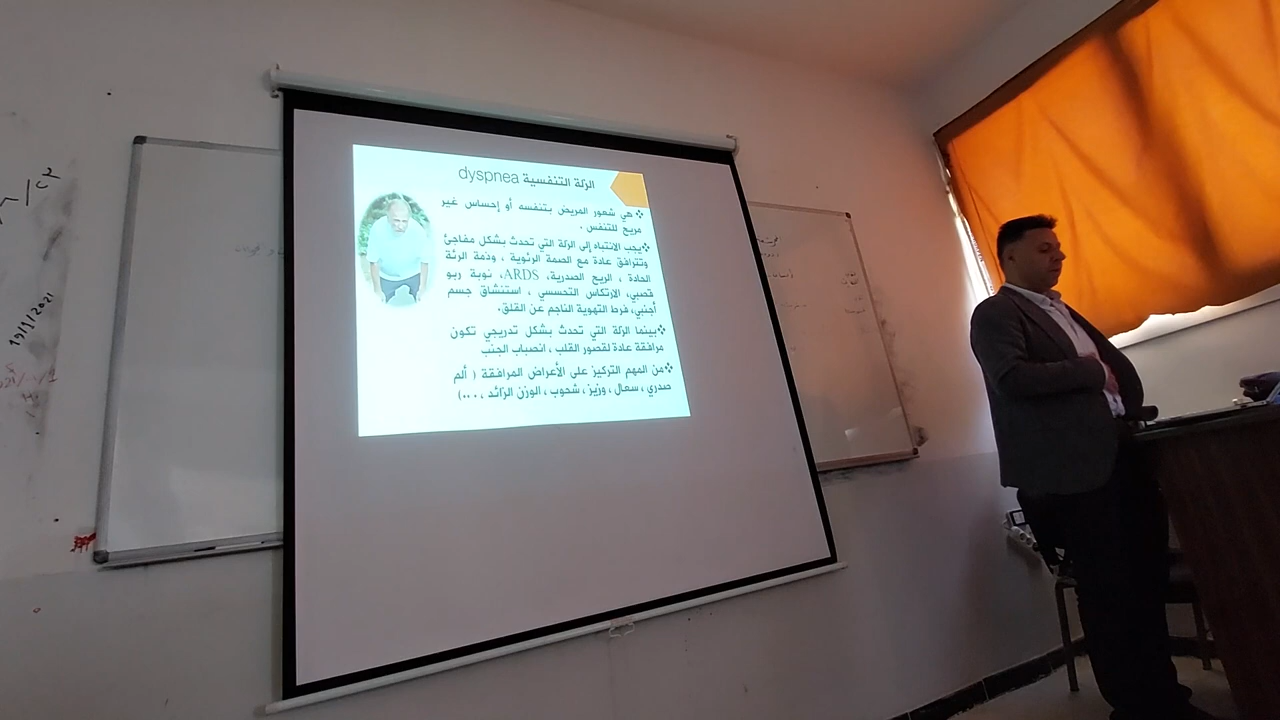 الزلة التنفسية dyspnea
❖هي شعور المريض بتنفسه أو إحساس غير
مريح للتنفس .
❖يجب الانتباه إلى الزلة التي تحدث بشكل مفاجئ
وتترافق عادة مع الصمة الرئوية ، وذمة الرئة
الحادة ، الريح الصدرية، ARDS، نوبة ربو
قصبي، الارتكاس التحسسي ، استنشاق جسم
أجنبي، فرط التهوية الناجم عن القلق.
❖بينما الزلة التي تحدث بشكل تدريجي تكون
مرافقة عادة لقصور القلب ، انصباب الجنب
❖من المهم التركيز على الأعراض المرافقة ( ألم
صدري ، سعال ، وزيز ، شحوب ، الوزن الزائد ، ...)
19/1/2021